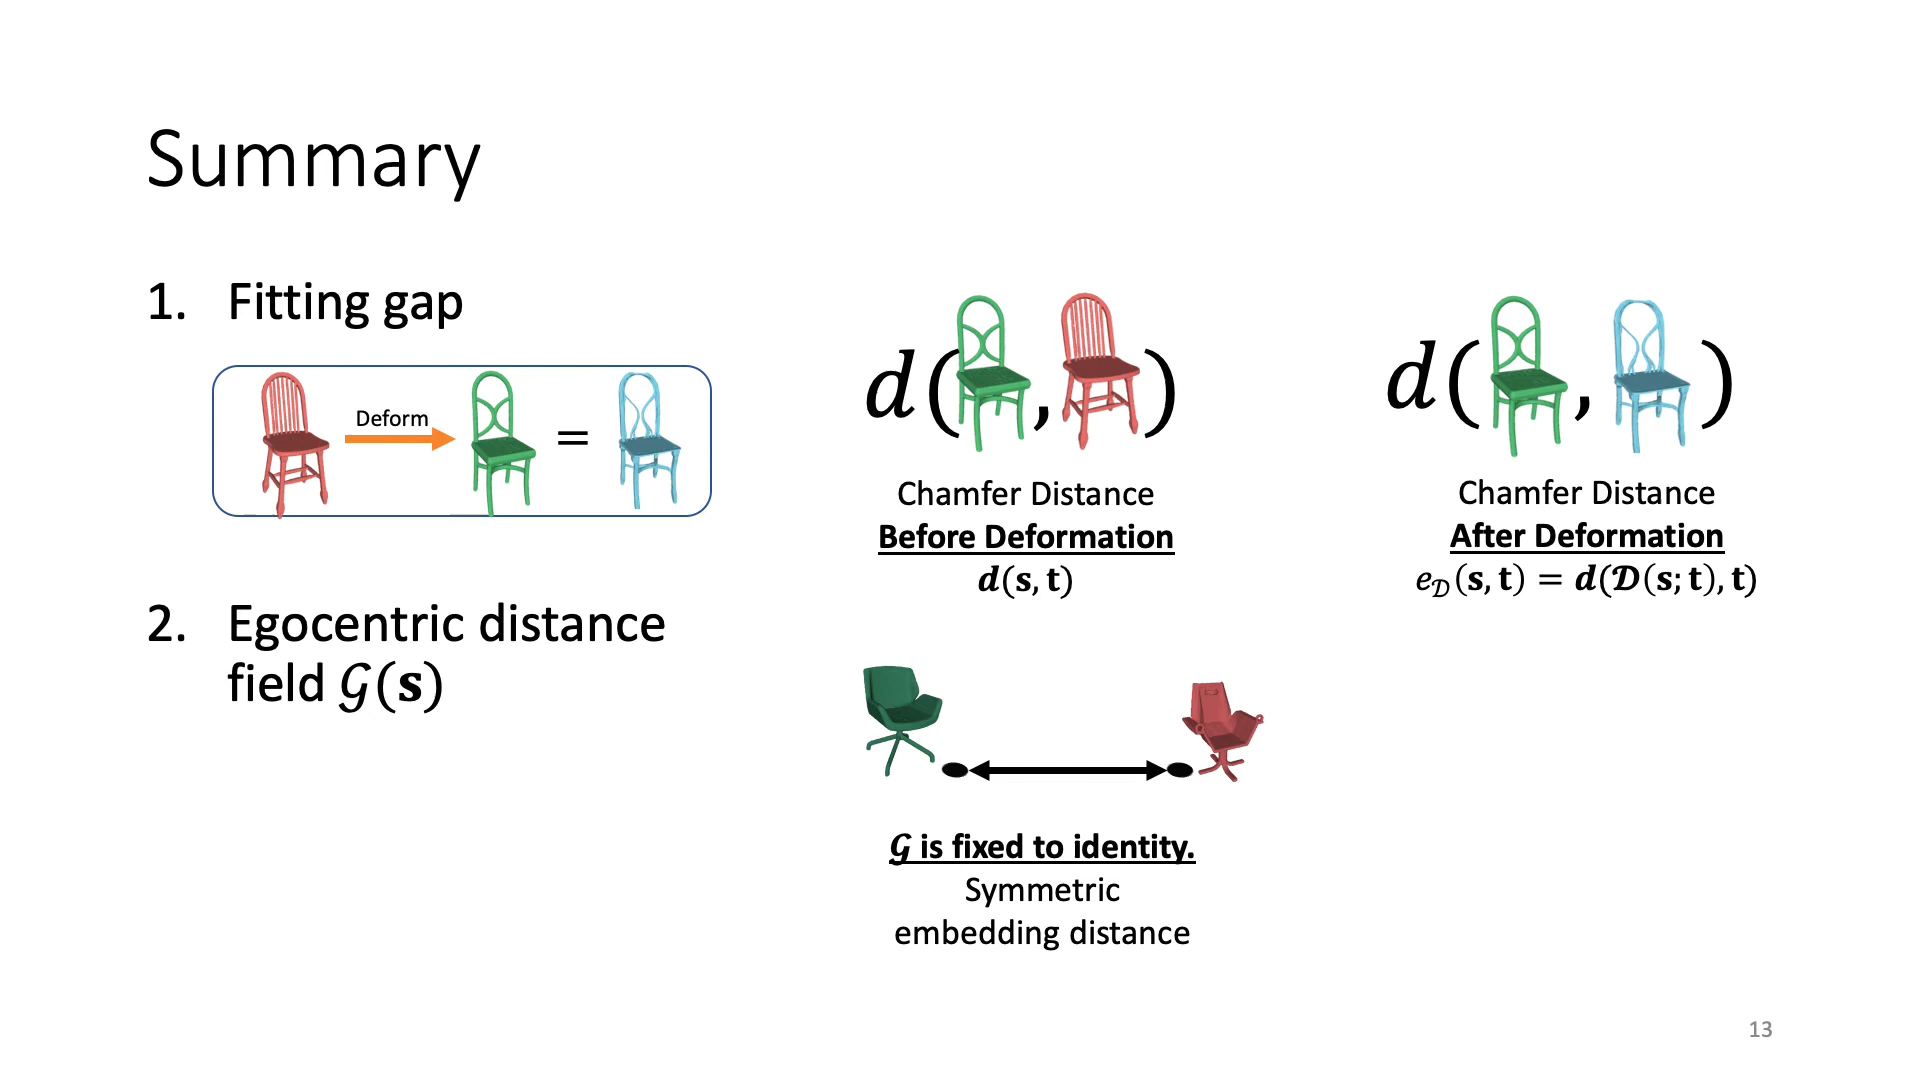 Summary
1. Fitting gap
Deform
=
d( , )
Chamfer Distance
Before Deformation
d(s, t)
d( , )
Chamfer Distance
After Deformation
e𝒟(s, t) = d(𝒟(s; t), t)
2. Egocentric distance
field 𝒢(s)
𝒢 is fixed to identity.
Symmetric
embedding distance
13